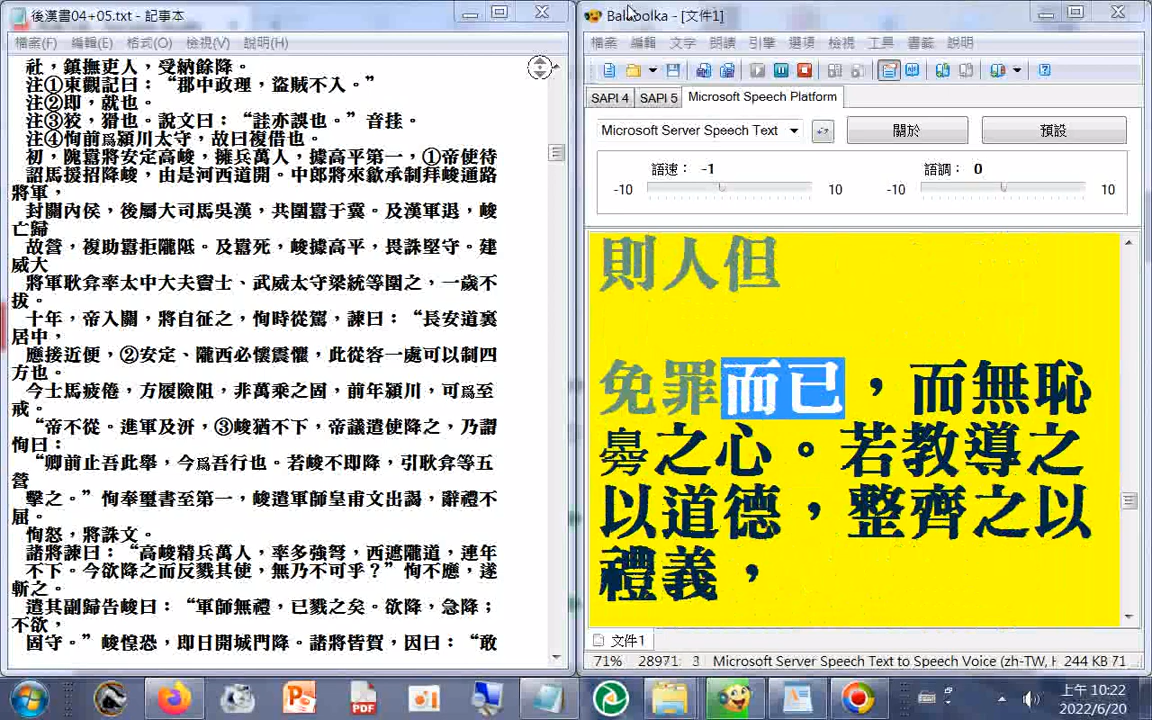 後漢書04+05.txt - 記事本
檔案(F) 編輯(E) 格式(O) 檢視(V) 說明(H)
社，鎮撫吏人，受納餘降。
注①東觀記曰：“郡中政理，盜賊不入。”
注②即，就也。
注③狡，猾也。說文曰：“詿亦誤也。”音挂。
注④恂前爲潁川太守，故曰複借也。
初，隗囂將安定高峻，擁兵萬人，據高平第一，①帝使待
詔馬援招降峻，由是河西道開。中郎將來歙承制拜峻通路
將軍，
封關內侯，後屬大司馬吳漢，共圍囂于冀。及漢軍退，峻
亡歸
故營，複助囂拒隴阺。及囂死，峻據高平，畏誅堅守。建
威大
將軍耿弇率太中大夫竇士、武威太守梁統等圍之，一歲不
拔。
十年，帝入關，將自征之，恂時從駕，諫曰：“長安道裏
居中，
應接近便，②安定、隴西必懷震懼，此從容一處可以制四
方也。
今士馬疲倦，方履險阻，非萬乘之固，前年潁川，可爲至
戒。
“帝不從。進軍及汧，③峻猶不下，帝議遣使降之，乃謂
恂曰：
“卿前止吾此舉，今爲吾行也。若峻不即降，引耿弇等五
營
擊之。”恂奉璽書至第一，峻遣軍師皇甫文出謁，辭禮不
屈。
恂怒，將誅文。
諸將諫曰：“高峻精兵萬人，率多強弩，西遮隴道，連年
不下。今欲降之而反戮其使，無乃不可乎？”恂不應，遂
斬之。
遣其副歸告峻曰：“軍師無禮，已戮之矣。欲降，急降；
不欲，
固守。”峻惶恐，即日開城門降。諸將皆賀，因曰：“敢
Balabolka - [文件1]
檔案 編輯 文字 朗讀 引擎 選項 檢視 工具 書籤 說明
SAPI 4 SAPI 5 Microsoft Speech Platform
Microsoft Server Speech Text 關於 預設
語速： -1 語調： 0
-10 10 -10 10
則人但
免罪而已，而無恥
辱之心。若教導之
以道德，整齊之以
禮義，
文件1
71% 28971: 3 Microsoft Server Speech Text to Speech Voice (zh-TW, H 244 KB 71
上午 10:22
2022/6/20